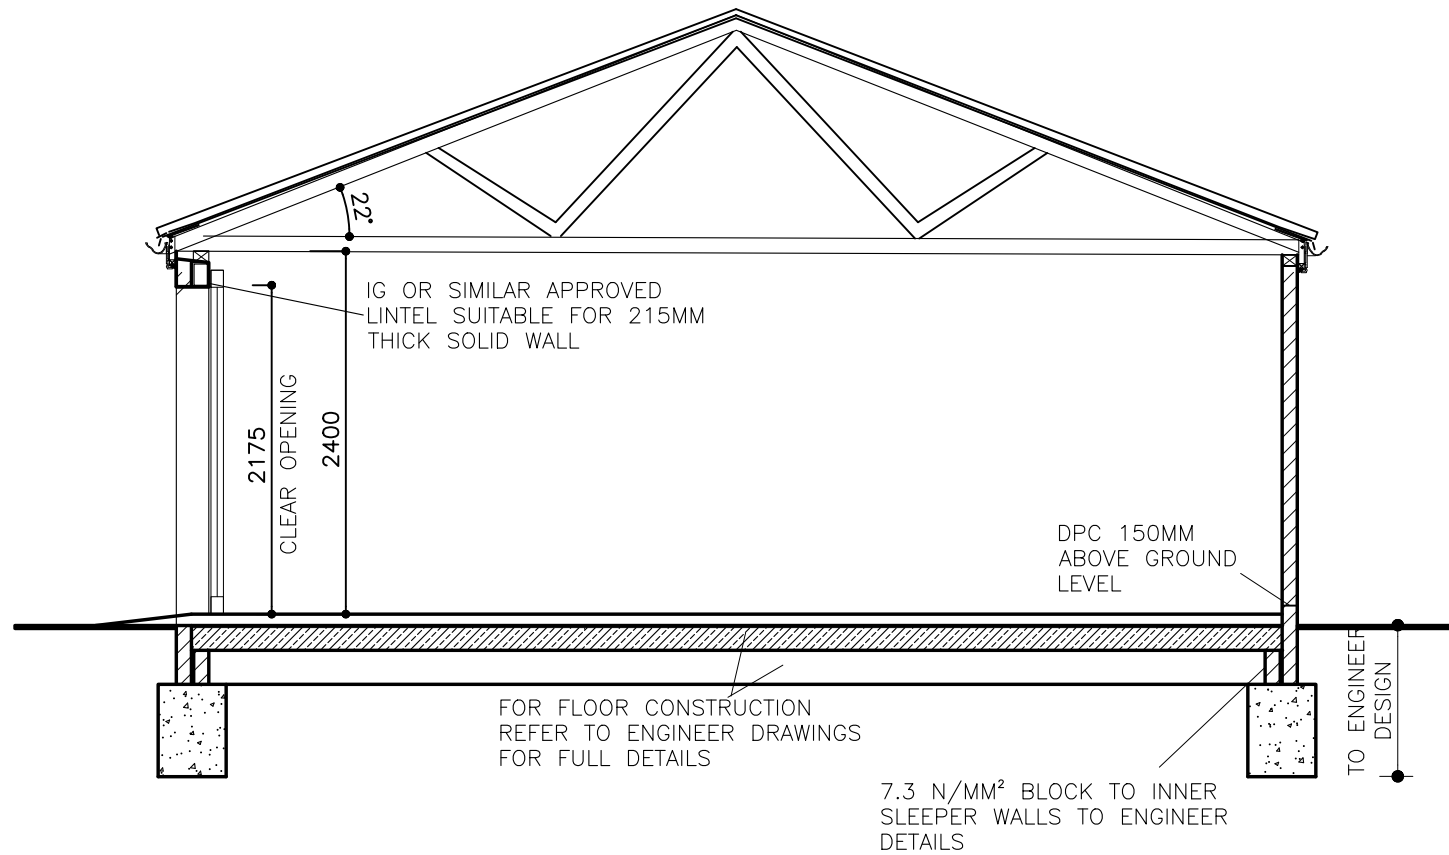 22°
IG OR SIMILAR APPROVED
LINTEL SUITABLE FOR 215MM
THICK SOLID WALL
2175
CLEAR OPENING
2400
DPC 150MM
ABOVE GROUND
LEVEL
FOR FLOOR CONSTRUCTION
REFER TO ENGINEER DRAWINGS
FOR FULL DETAILS
TO ENGINEER
DESIGN
7.3 N/MM² BLOCK TO INNER
SLEEPER WALLS TO ENGINEER
DETAILS